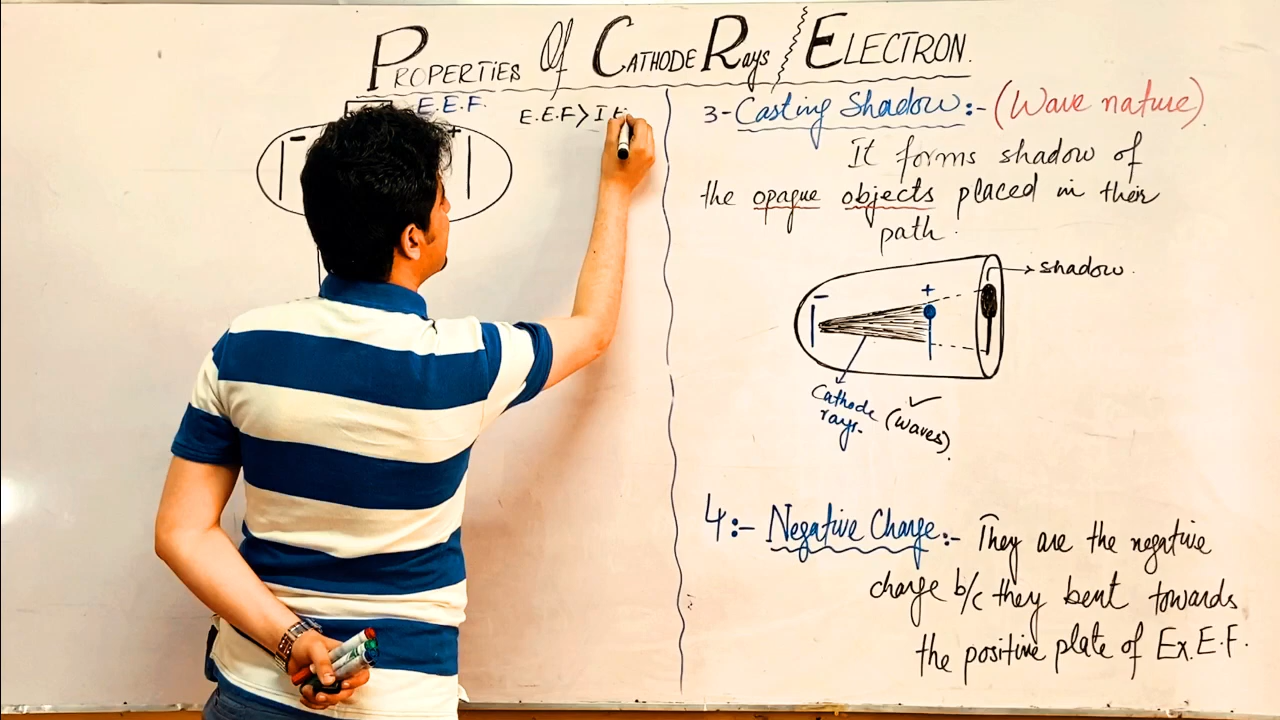 PROPERTIES Of CATHODE Rays / ELECTRON.
E.E.F.
E.E.F > I
- +
3- Casting Shadow:- (Wave nature)
It forms shadow of
the opaque objects placed in their
path.
shadow.
- +
Cathode
rays.
(waves).
4:- Negative Charge:- They are the negative
charge b/c they bent towards
the positive plate of Ex.E.F.